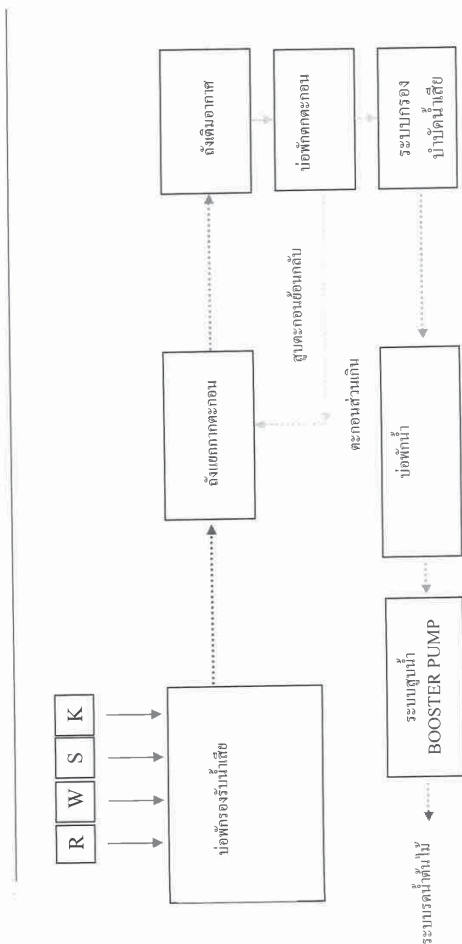 R
W
S
K
บ่อพักรองรับน้ำเสีย
ถังแยกกากตะกอน
ถังเติมอากาศ
บ่อพักตกตะกอน
สูบตะกอนย้อนกลับ
ตะกอนส่วนเกิน
ระบบกรอง
บำบัดน้ำเสีย
บ่อพักน้ำ
ระบบสูบน้ำ
BOOSTER PUMP
ระบบรดน้ำต้นไม้